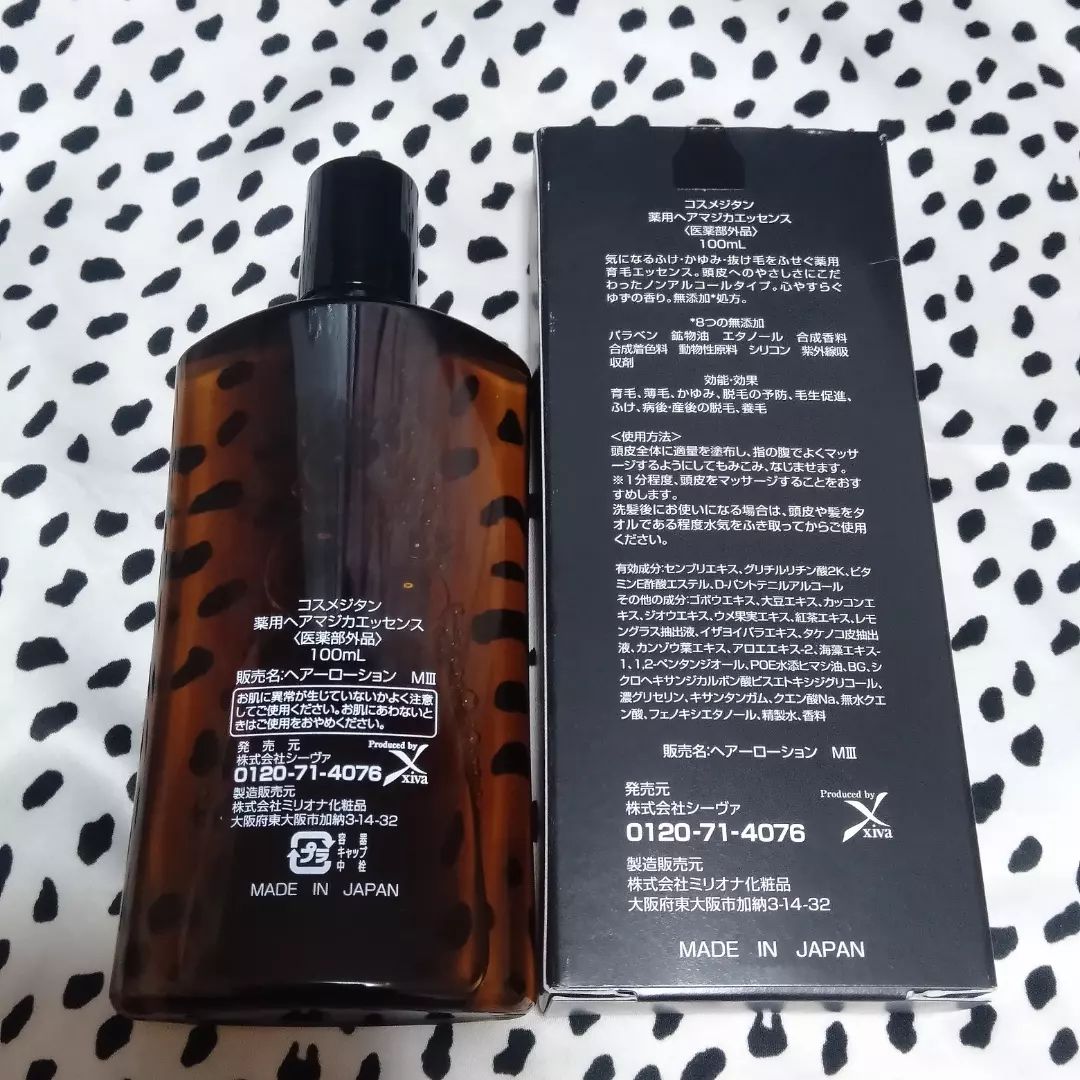 コスメジタン
薬用ヘアマジカエッセンス
〈医薬部外品〉
100mL
販売名:ヘアーローション MⅢ
お肌に異常が生じていないかよく注意
してご使用ください。お肌にあわないと
きはご使用をおやめください。
発売元
株式会社シーヴァ
0120-71-4076
Produced by
xiva
製造販売元
株式会社ミリオナ化粧品
大阪府東大阪市加納3-14-32
プラ
容器
キャップ
中栓
MADE IN JAPAN
コスメジタン
薬用ヘアマジカエッセンス
〈医薬部外品〉
100mL
気になるふけ・かゆみ・抜け毛をふせぐ薬用
育毛エッセンス。頭皮へのやさしさにこだ
わったノンアルコールタイプ。心やすらぐ
ゆずの香り。無添加*処方。
*8つの無添加
パラベン 鉱物油 エタノール 合成香料
合成着色料 動物性原料 シリコン 紫外線吸
収剤
効能・効果
育毛、薄毛、かゆみ、脱毛の予防、毛生促進、
ふけ、病後・産後の脱毛、養毛
<使用方法>
頭皮全体に適量を塗布し、指の腹でよくマッサ
ージするようにしてもみこみ、なじませます。
※1分程度、頭皮をマッサージすることをおす
すめします。
洗髪後にお使いになる場合は、頭皮や髪をタ
オルである程度水気をふき取ってからご使用
ください。
有効成分:センブリエキス、グリチルリチン酸2K、ビタ
ミンE酢酸エステル、D-パントテニルアルコール
その他の成分:ゴボウエキス、大豆エキス、カッコンエ
キス、ジオウエキス、ウメ果実エキス、紅茶エキス、レモ
ングラス抽出液、イザヨイバラエキス、タケノコ皮抽出
液、カンゾウ葉エキス、アロエエキス-2、海藻エキス-
1、1,2-ペンタンジオール、POE水添ヒマシ油、BG、シ
クロヘキサンジカルボン酸ビスエトキシジグリコール、
濃グリセリン、キサンタンガム、クエン酸Na、無水クエ
ン酸、フェノキシエタノール、精製水、香料
販売名:ヘアーローション MⅢ
発売元
株式会社シーヴァ
0120-71-4076
Produced by
xiva
製造販売元
株式会社ミリオナ化粧品
大阪府東大阪市加納3-14-32
MADE IN JAPAN